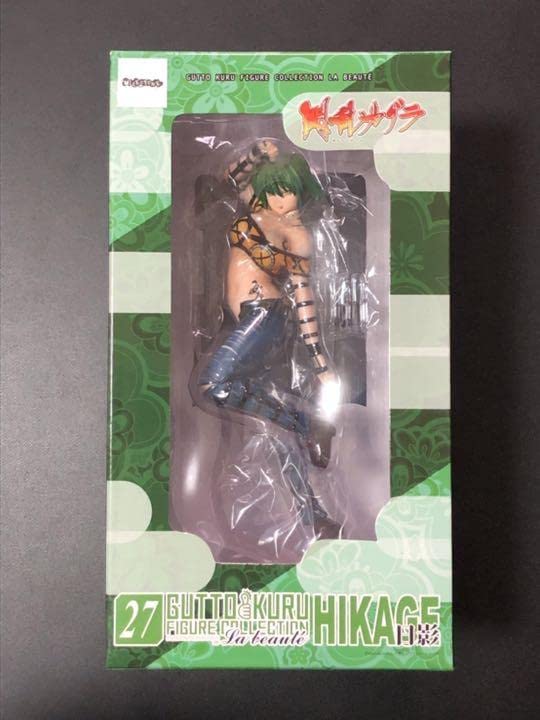 GUTTO KURU FIGURE COLLECTION LA BEAUTÉ
閃乱カグラ
27 GUTTO KURU HIKAGE
FIGURE COLLECTION 日影
La beauté